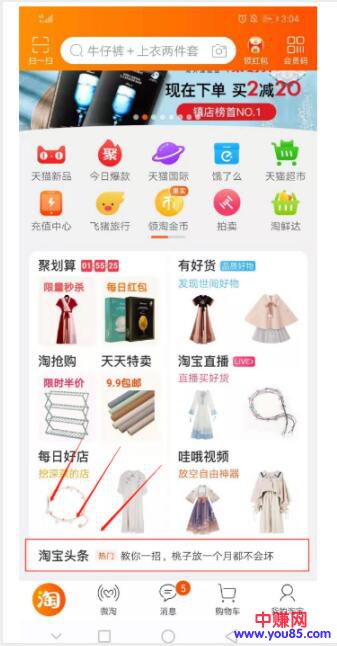 3:04
扫一扫
牛仔裤+上衣两件套
领红包
会员码
现在下单 买2减20
镇店榜首NO.1
天猫新品
今日爆款
天猫国际
饿了么
天猫超市
聚
充值中心
飞猪旅行
领淘金币
拍卖
淘鲜达
聚划算 01:55:25
有好货 品质好物
限量秒杀
每日红包
发现世间好物
淘抢购
天天特卖
淘宝直播 LIVE
限时半价
9.9包邮
直播买好货
每日好店
哇哦视频
挖深藏的店
放空自由神器
淘宝头条 热门 教你一招，桃子放一个月都不会坏
淘
5
微淘
消息
购物车
我的淘宝
中赚网
www.you85.com